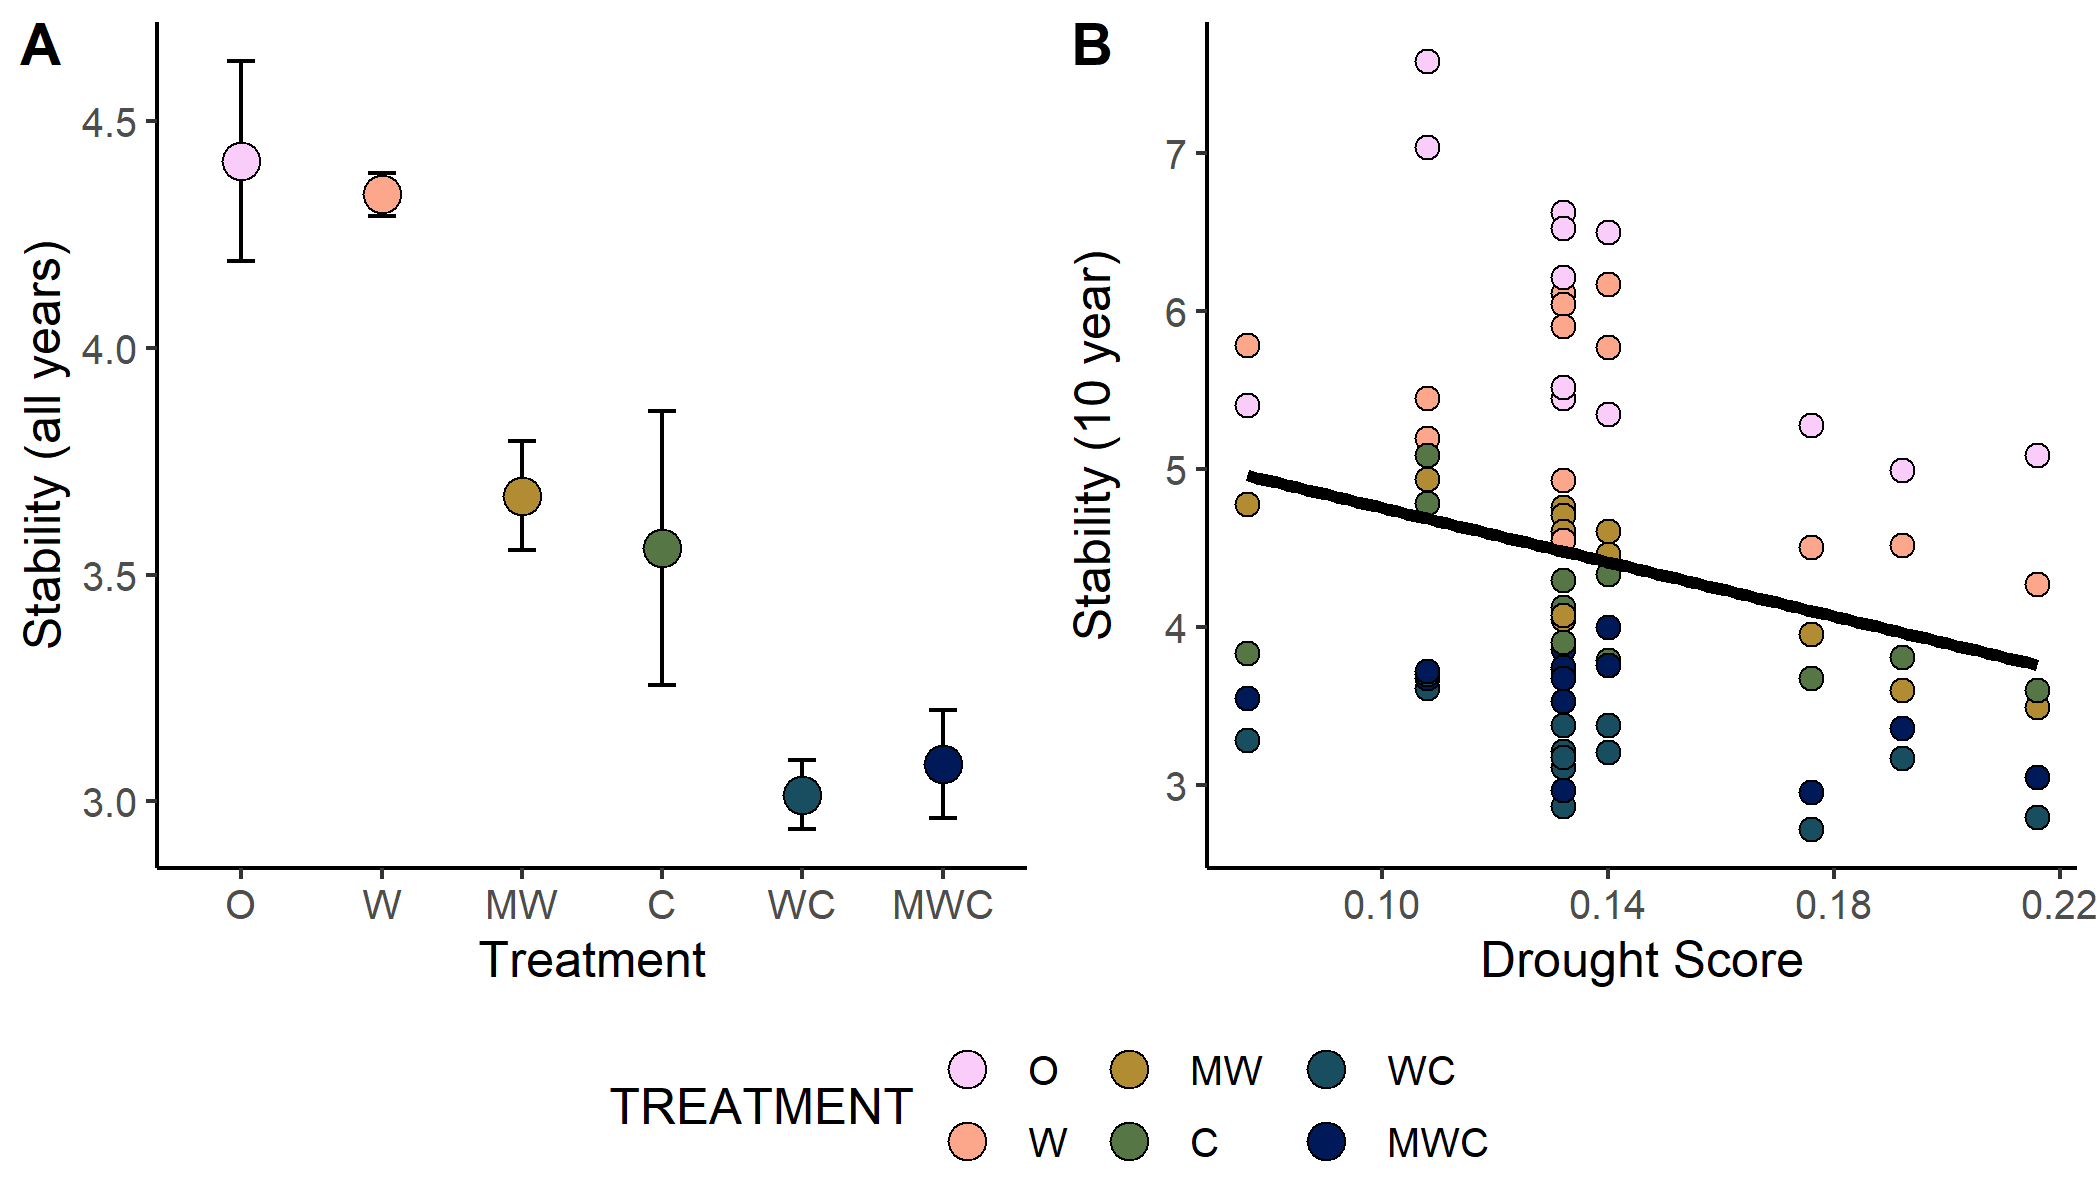 A
Stability (all years)
4.5
4.0
3.5
3.0
O W MW C WC MWC
Treatment
B
Stability (10 year)
7
6
5
4
3
0.10 0.14 0.18 0.22
Drought Score
TREATMENT
O MW WC
W C MWC